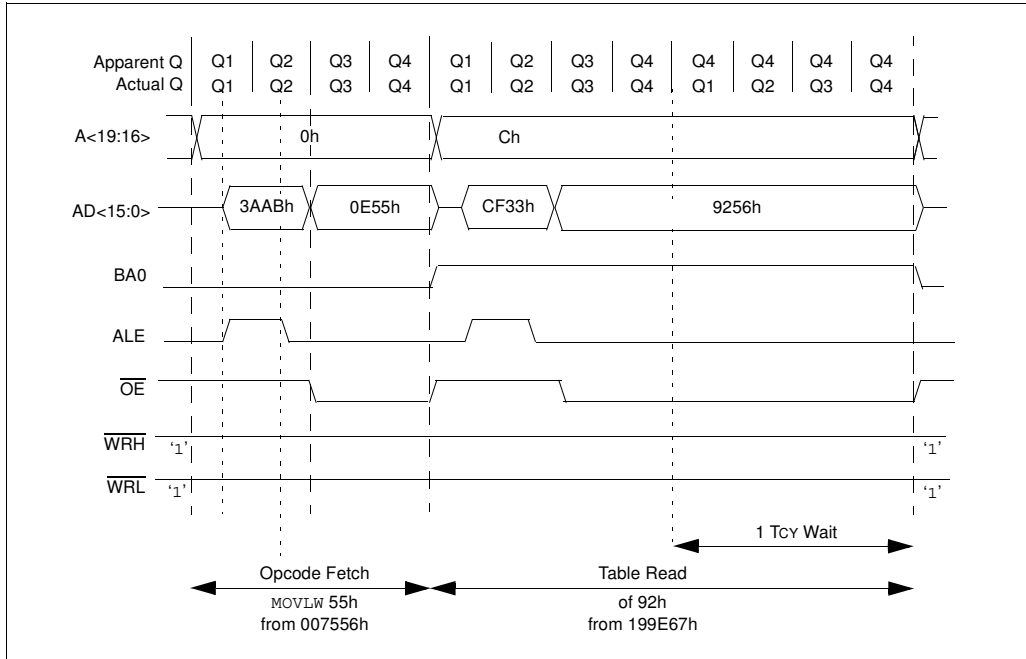 Apparent Q Q1 Q2 Q3 Q4 Q1 Q2 Q3 Q4 Q4 Q4 Q4 Q4
Actual Q Q1 Q2 Q3 Q4 Q1 Q2 Q3 Q4 Q1 Q2 Q3 Q4
A<19:16> 0h Ch
AD<15:0> 3AABh 0E55h CF33h 9256h
BA0
ALE
OE
WRH '1' '1'
WRL '1' '1'
1 TCY Wait
Opcode Fetch Table Read
MOVLW 55h of 92h
from 007556h from 199E67h